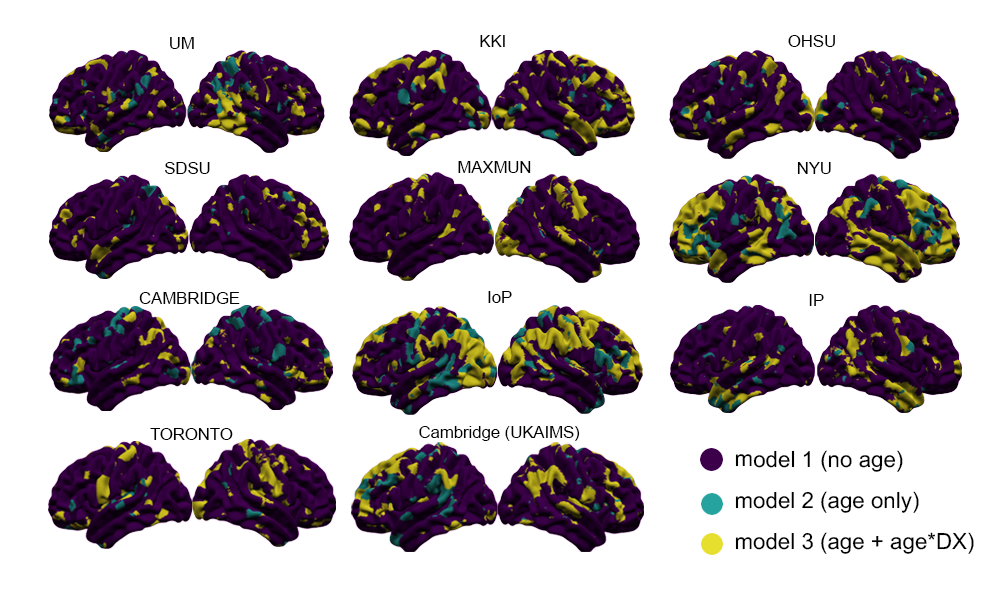 UM
KKI
OHSU
SDSU
MAXMUN
NYU
CAMBRIDGE
IoP
IP
TORONTO
Cambridge (UKAIMS)
model 1 (no age)
model 2 (age only)
model 3 (age + age*DX)